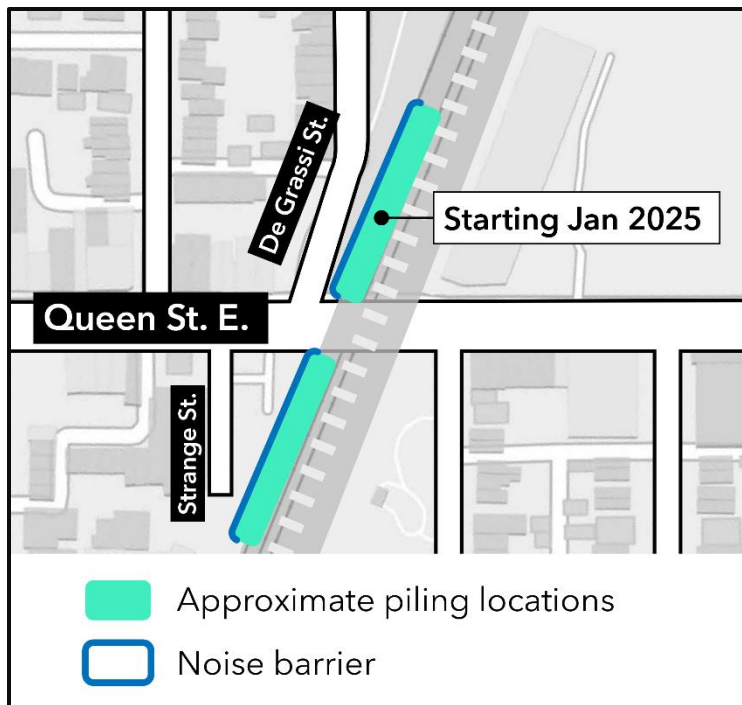 De Grassi St.
Starting Jan 2025
Queen St. E.
Strange St.
Approximate piling locations
Noise barrier